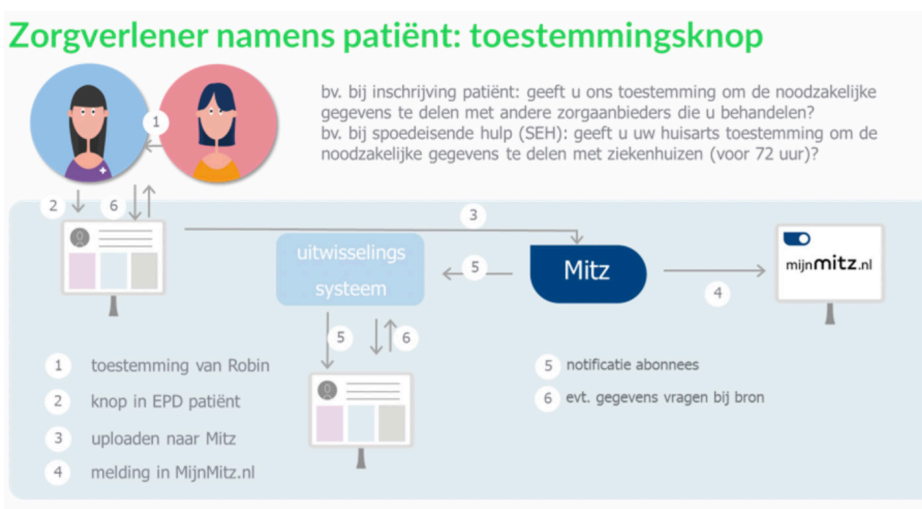 Zorgverlener namens patiënt: toestemmingsknop
bv. bij inschrijving patiënt: geeft u ons toestemming om de noodzakelijke
gegevens te delen met andere zorgaanbieders die u behandelen?
bv. bij spoedeisende hulp (SEH): geeft u uw huisarts toestemming om de
noodzakelijke gegevens te delen met ziekenhuizen (voor 72 uur)?
1
2
6
3
uitwisselings
systeem
5
Mitz
4
mijnmitz.nl
5
6
1 toestemming van Robin
2 knop in EPD patiënt
3 uploaden naar Mitz
4 melding in MijnMitz.nl
5 notificatie abonnees
6 evt. gegevens vragen bij bron